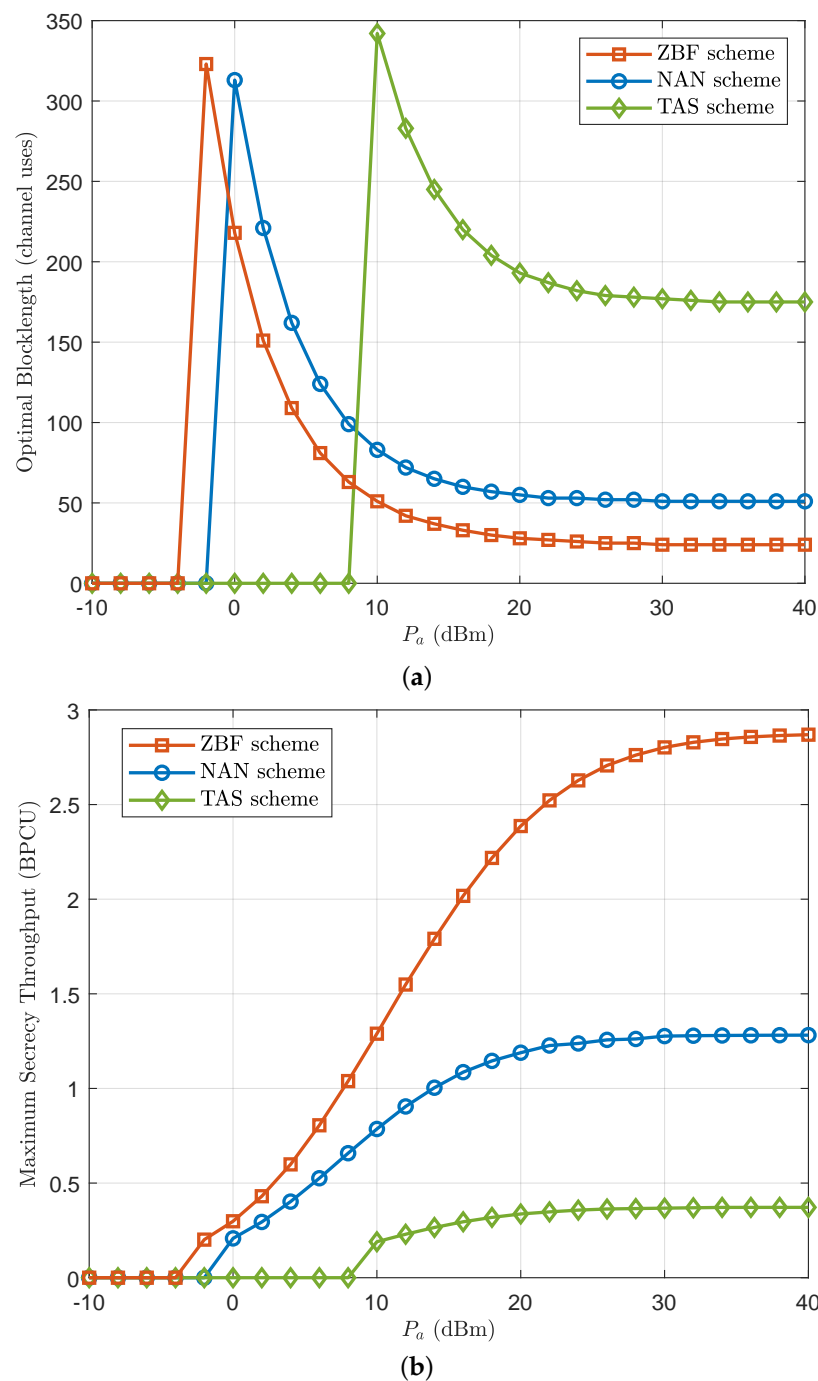 350
300
250
200
150
100
50
0
Optimal Blocklength (channel uses)
ZBF scheme
NAN scheme
TAS scheme
-10 0 10 20 30 40
P_a (dBm)
(a)
3
2.5
2
1.5
1
0.5
0
Maximum Secrecy Throughput (BPCU)
ZBF scheme
NAN scheme
TAS scheme
-10 0 10 20 30 40
P_a (dBm)
(b)